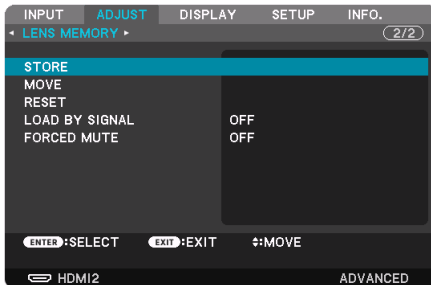 INPUT ADJUST DISPLAY SETUP INFO.
LENS MEMORY 2/2
STORE
MOVE
RESET
LOAD BY SIGNAL OFF
FORCED MUTE OFF
ENTER:SELECT EXIT:EXIT :MOVE
HDMI2 ADVANCED